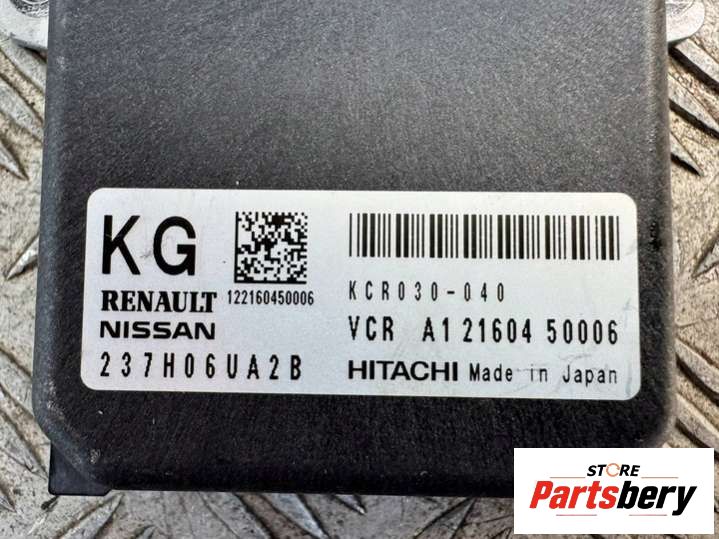 KG
122160450006
RENAULT
NISSAN
237H06UA2B
KCR030-040
VCR A1 21604 50006
HITACHI Made in Japan
STORE
Partsbery